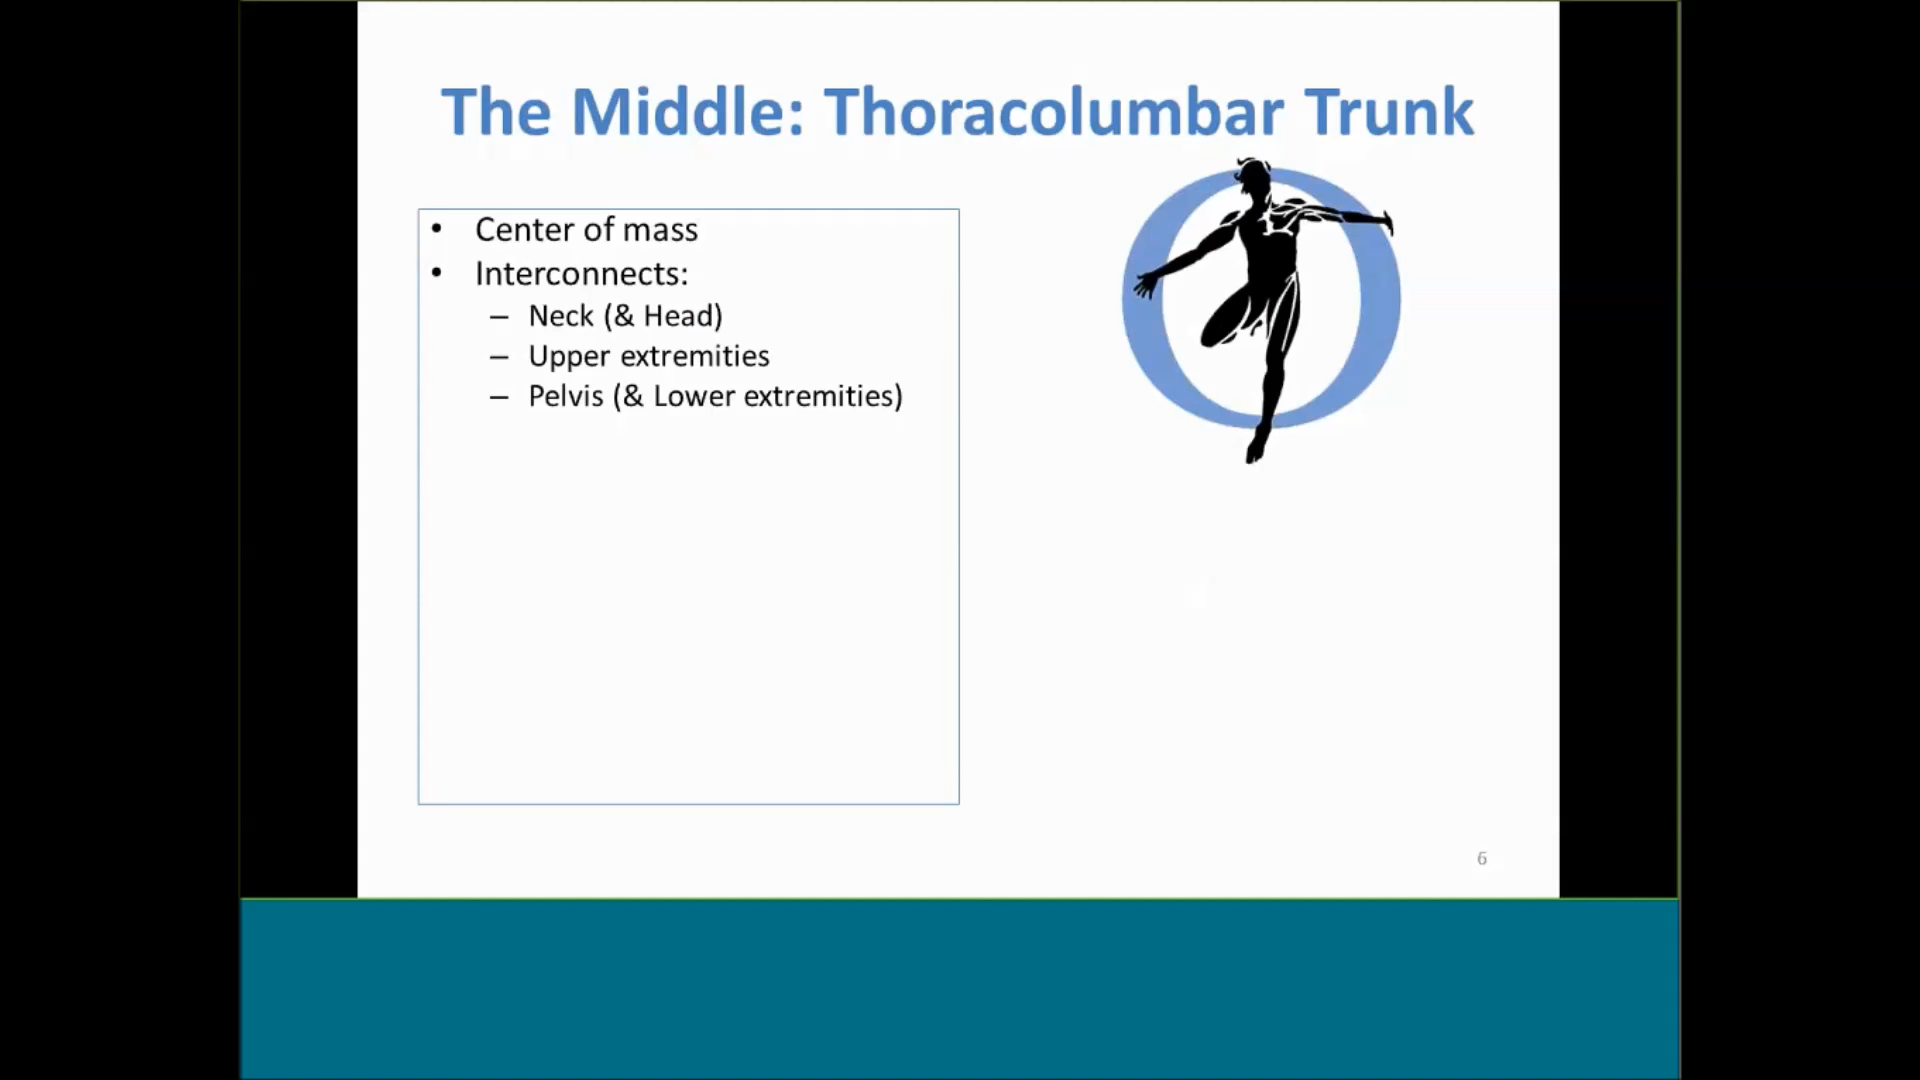 The Middle: Thoracolumbar Trunk
• Center of mass
• Interconnects:
– Neck (& Head)
– Upper extremities
– Pelvis (& Lower extremities)
6